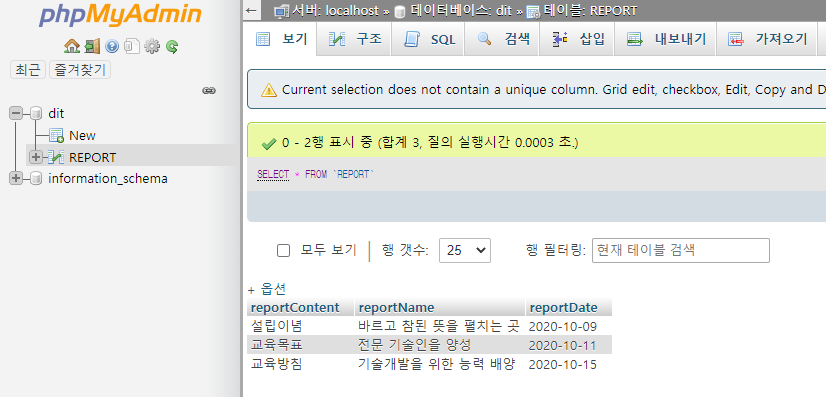 phpMyAdmin
최근 즐겨찾기
dit
New
REPORT
information_schema
서버: localhost » 데이터베이스: dit » 테이블: REPORT
보기 구조 SQL 검색 삽입 내보내기 가져오기
Current selection does not contain a unique column. Grid edit, checkbox, Edit, Copy and D
0 - 2행 표시 중 (합계 3, 질의 실행시간 0.0003 초.)
SELECT * FROM `REPORT`
모두 보기 행 갯수: 25 행 필터링: 현재 테이블 검색
+ 옵션
reportContent reportName reportDate
설립이념 바르고 참된 뜻을 펼치는 곳 2020-10-09
교육목표 전문 기술인을 양성 2020-10-11
교육방침 기술개발을 위한 능력 배양 2020-10-15